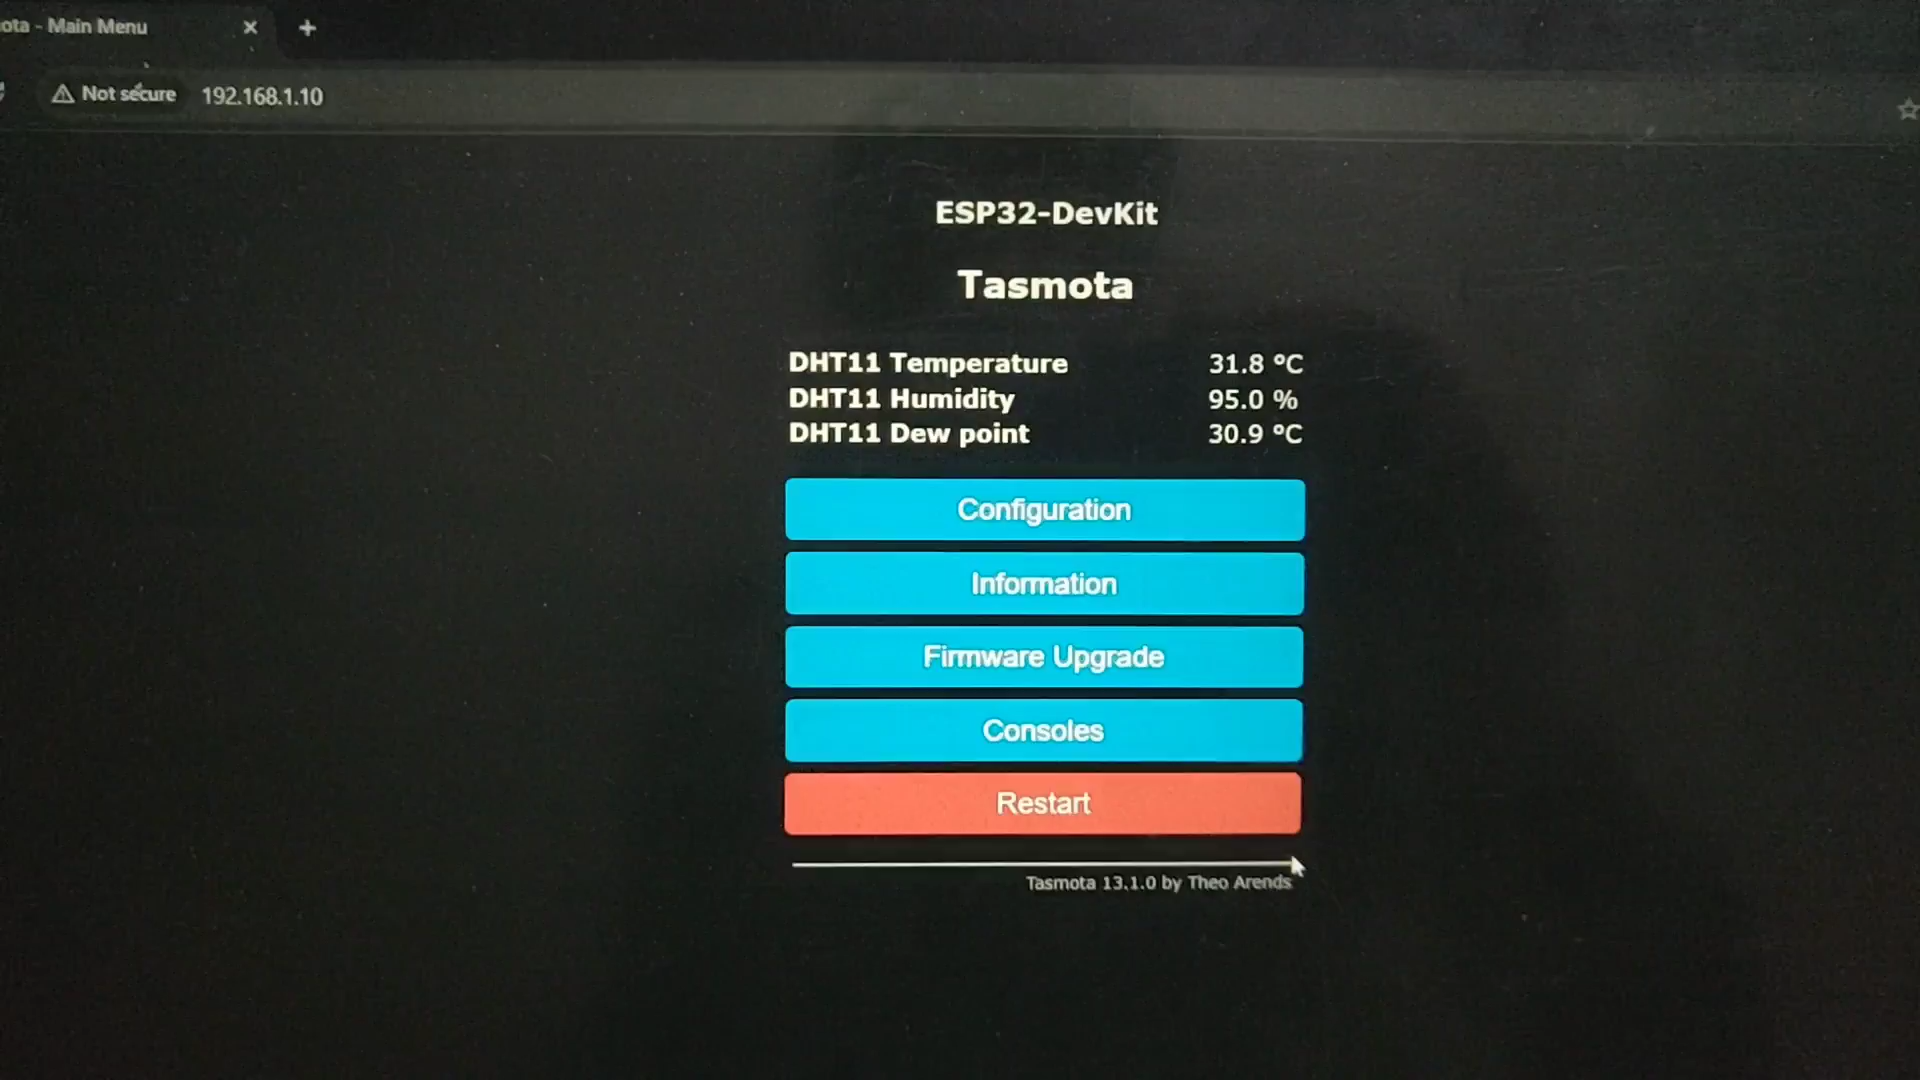 ota - Main Menu
Not secure 192.168.1.10
ESP32-DevKit
Tasmota
DHT11 Temperature 31.8 °C
DHT11 Humidity 95.0 %
DHT11 Dew point 30.9 °C
Configuration
Information
Firmware Upgrade
Consoles
Restart
Tasmota 13.1.0 by Theo Arends